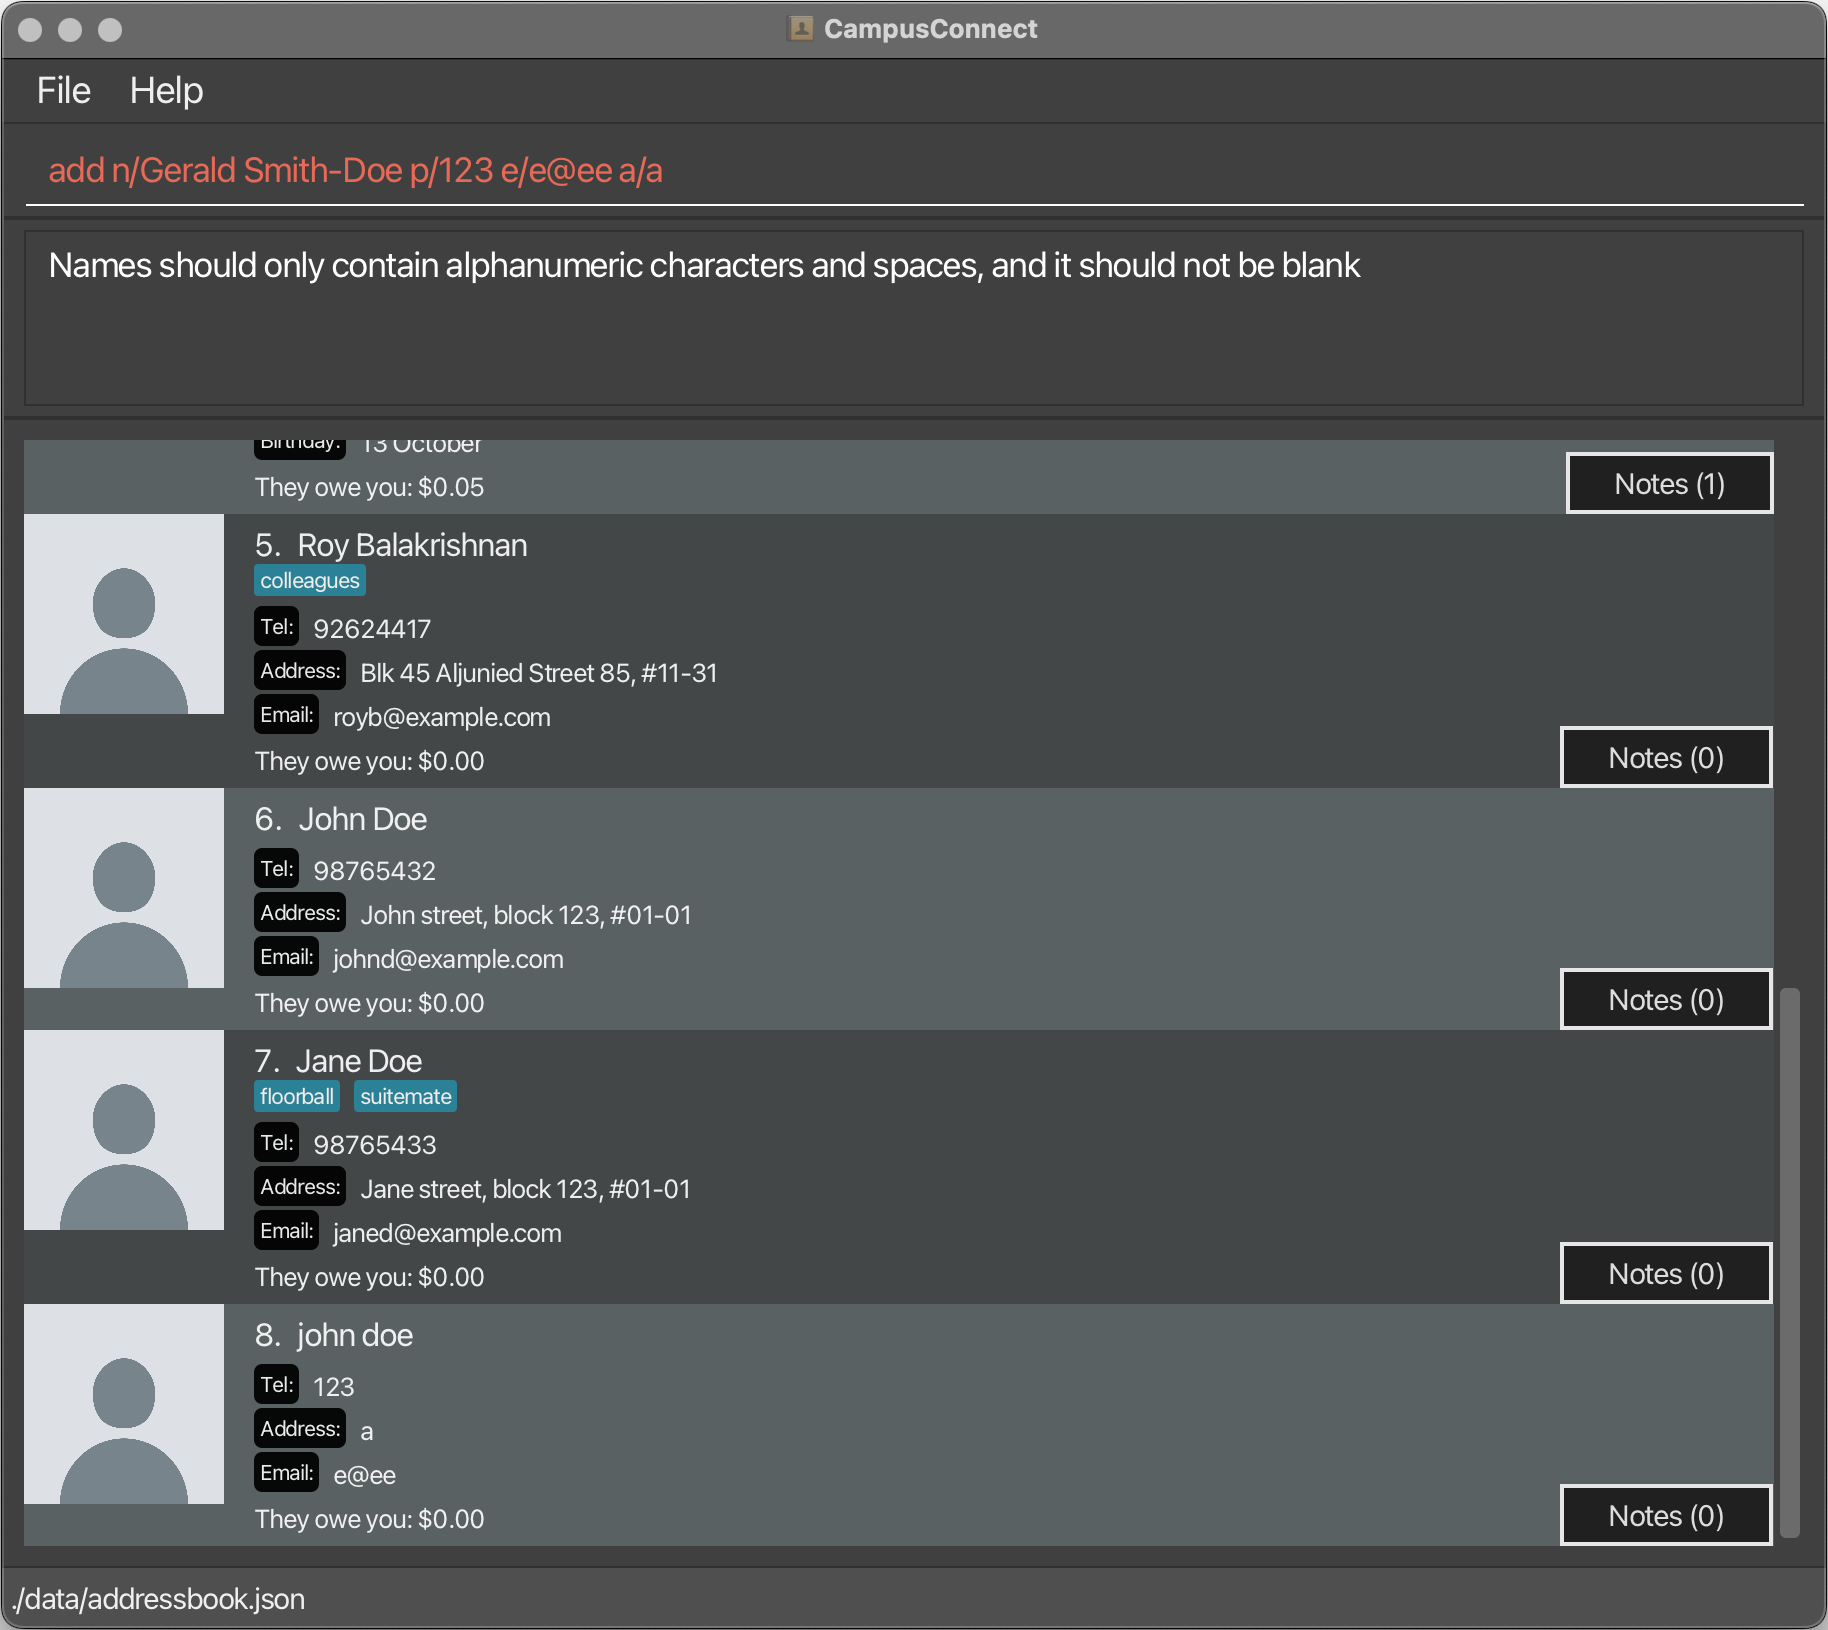 CampusConnect
File Help
add n/Gerald Smith-Doe p/123 e/e@ee a/a
Names should only contain alphanumeric characters and spaces, and it should not be blank
Birthday: 13 October
They owe you: $0.05
Notes (1)
5. Roy Balakrishnan
colleagues
Tel: 92624417
Address: Blk 45 Aljunied Street 85, #11-31
Email: royb@example.com
They owe you: $0.00
Notes (0)
6. John Doe
Tel: 98765432
Address: John street, block 123, #01-01
Email: johnd@example.com
They owe you: $0.00
Notes (0)
7. Jane Doe
floorball suitemate
Tel: 98765433
Address: Jane street, block 123, #01-01
Email: janed@example.com
They owe you: $0.00
Notes (0)
8. john doe
Tel: 123
Address: a
Email: e@ee
They owe you: $0.00
Notes (0)
./data/addressbook.json